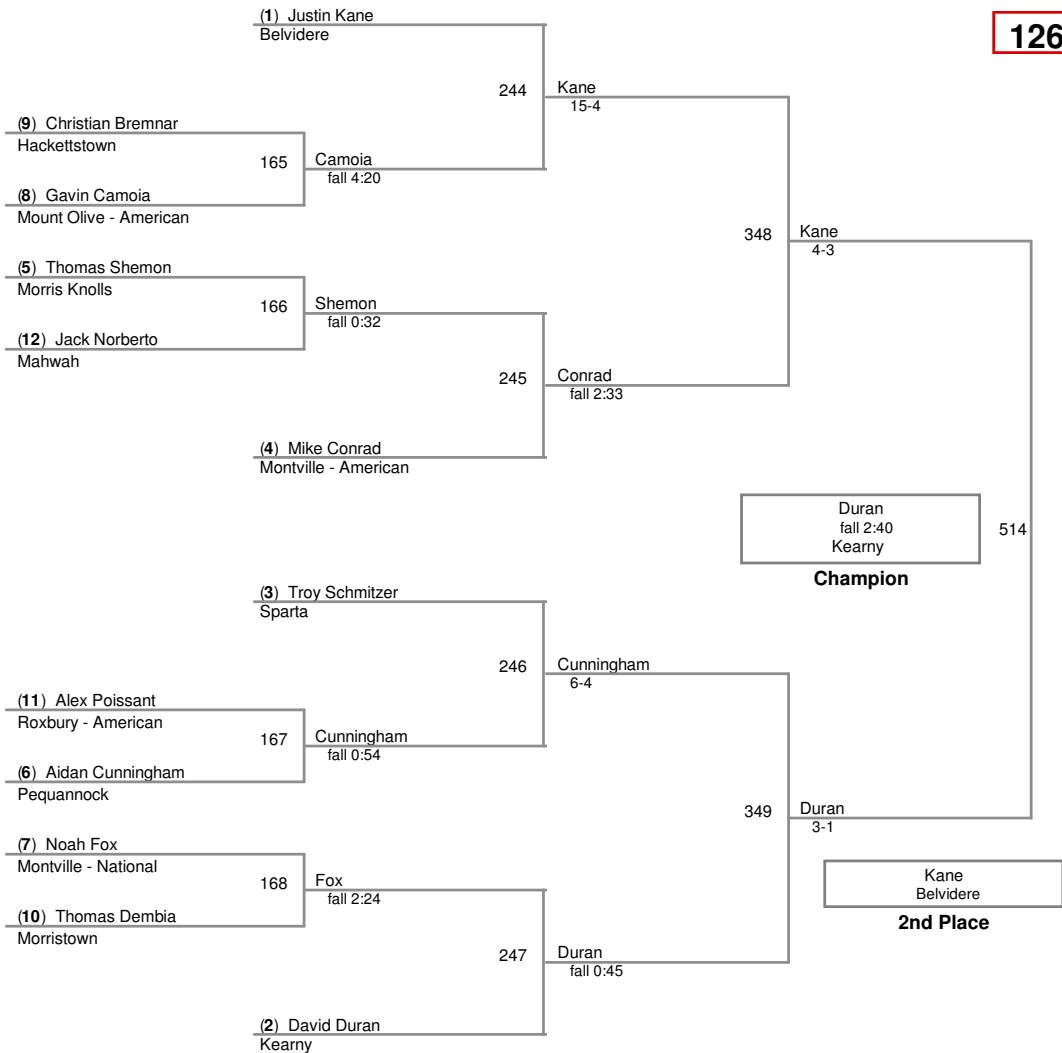 (1) Justin Kane
Belvidere
126
244
Kane
15-4
(9) Christian Bremnar
Hackettstown
165
Camoia
fall 4:20
(8) Gavin Camoia
Mount Olive - American
348
Kane
4-3
(5) Thomas Shemon
Morris Knolls
166
Shemon
fall 0:32
(12) Jack Norberto
Mahwah
245
Conrad
fall 2:33
(4) Mike Conrad
Montville - American
Duran
fall 2:40
Kearny
514
Champion
(3) Troy Schmitzer
Sparta
246
Cunningham
6-4
(11) Alex Poissant
Roxbury - American
167
Cunningham
fall 0:54
(6) Aidan Cunningham
Pequannock
349
Duran
3-1
(7) Noah Fox
Montville - National
168
Fox
fall 2:24
Kane
Belvidere
2nd Place
(10) Thomas Dembia
Morristown
247
Duran
fall 0:45
(2) David Duran
Kearny